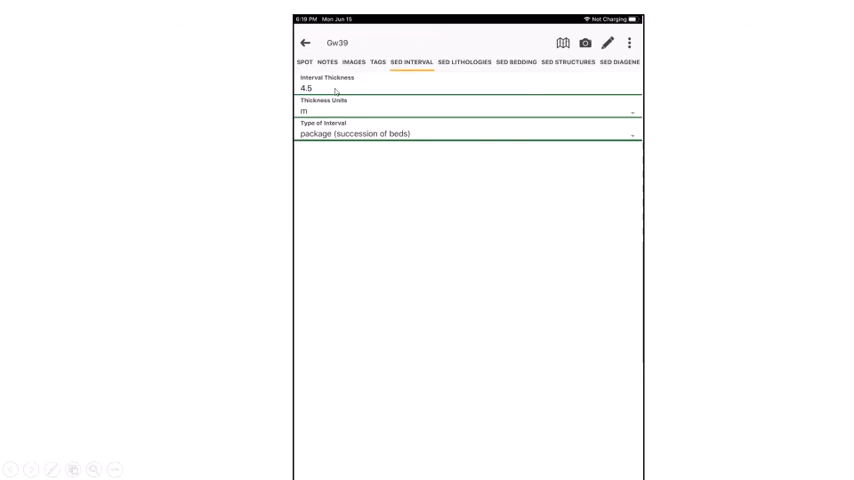 6:19 PM Mon Jun 15 Not Charging
Gw39
SPOT NOTES IMAGES TAGS SED INTERVAL SED LITHOLOGIES SED BEDDING SED STRUCTURES SED DIAGENE
Interval Thickness
4.5
Thickness Units
m
Type of Interval
package (succession of beds)